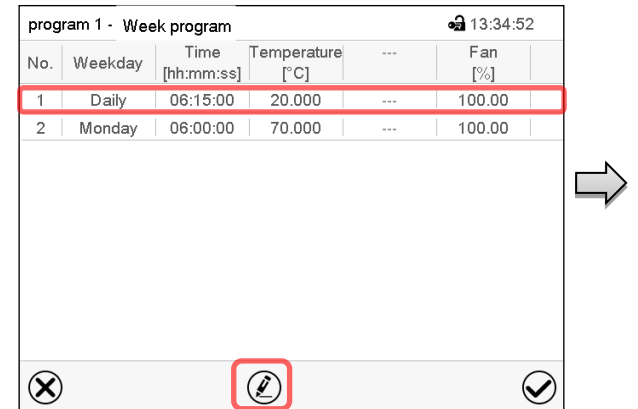 program 1 - Week program 13:34:52
No. Weekday Time [hh:mm:ss] Temperature [°C] --- Fan [%]
1 Daily 06:15:00 20.000 --- 100.00
2 Monday 06:00:00 70.000 --- 100.00